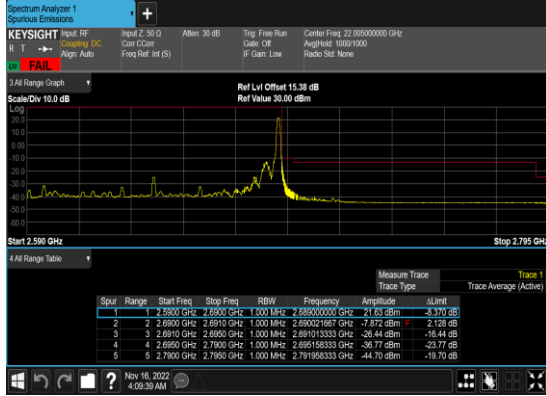 Spectrum Analyzer 1
Spurious Emissions
+
KEYSIGHT Input: RF Input Z: 50 Ω Atten: 30 dB Trig: Free Run Center Freq: 22.005000000 GHz
R T Coupling: DC Corr CCorr Gate: Off Avg|Hold: 1000/1000
Align: Auto Freq Ref: Int (S) IF Gain: Low Radio Std: None
FAIL
3 All Range Graph
Ref Lvl Offset 15.38 dB
Scale/Div 10.0 dB Ref Value 30.00 dBm
Log
20.0
10.0
0.00
-10.0
-20.0
-30.0
-40.0
-50.0
-60.0
Start 2.590 GHz Stop 2.795 GHz
4 All Range Table
Measure Trace Trace 1
Trace Type Trace Average (Active)
Spur Range Start Freq Stop Freq RBW Frequency Amplitude ΔLimit
1 1 2.5900 GHz 2.6900 GHz 1.000 MHz 2.689000000 GHz 21.63 dBm -8.370 dB
2 2 2.6900 GHz 2.6910 GHz 1.000 MHz 2.690021667 GHz -7.872 dBm F 2.128 dB
3 3 2.6910 GHz 2.6950 GHz 1.000 MHz 2.691013333 GHz -26.44 dBm -16.44 dB
4 4 2.6950 GHz 2.7900 GHz 1.000 MHz 2.695158333 GHz -36.77 dBm -23.77 dB
5 5 2.7900 GHz 2.7950 GHz 1.000 MHz 2.791958333 GHz -44.70 dBm -19.70 dB
?
Nov 16, 2022
4:09:39 AM